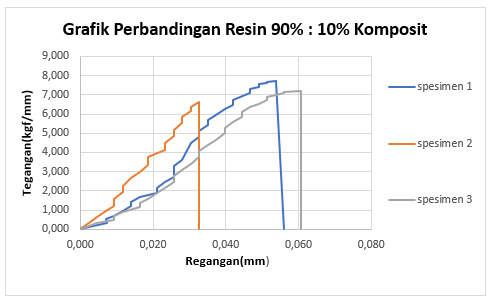 Grafik Perbandingan Resin 90% : 10% Komposit
9,000
8,000
7,000
6,000
5,000
4,000
3,000
2,000
1,000
0,000
Tegangan(kgf/mm)
0,000 0,020 0,040 0,060 0,080
Regangan(mm)
spesimen 1
spesimen 2
spesimen 3